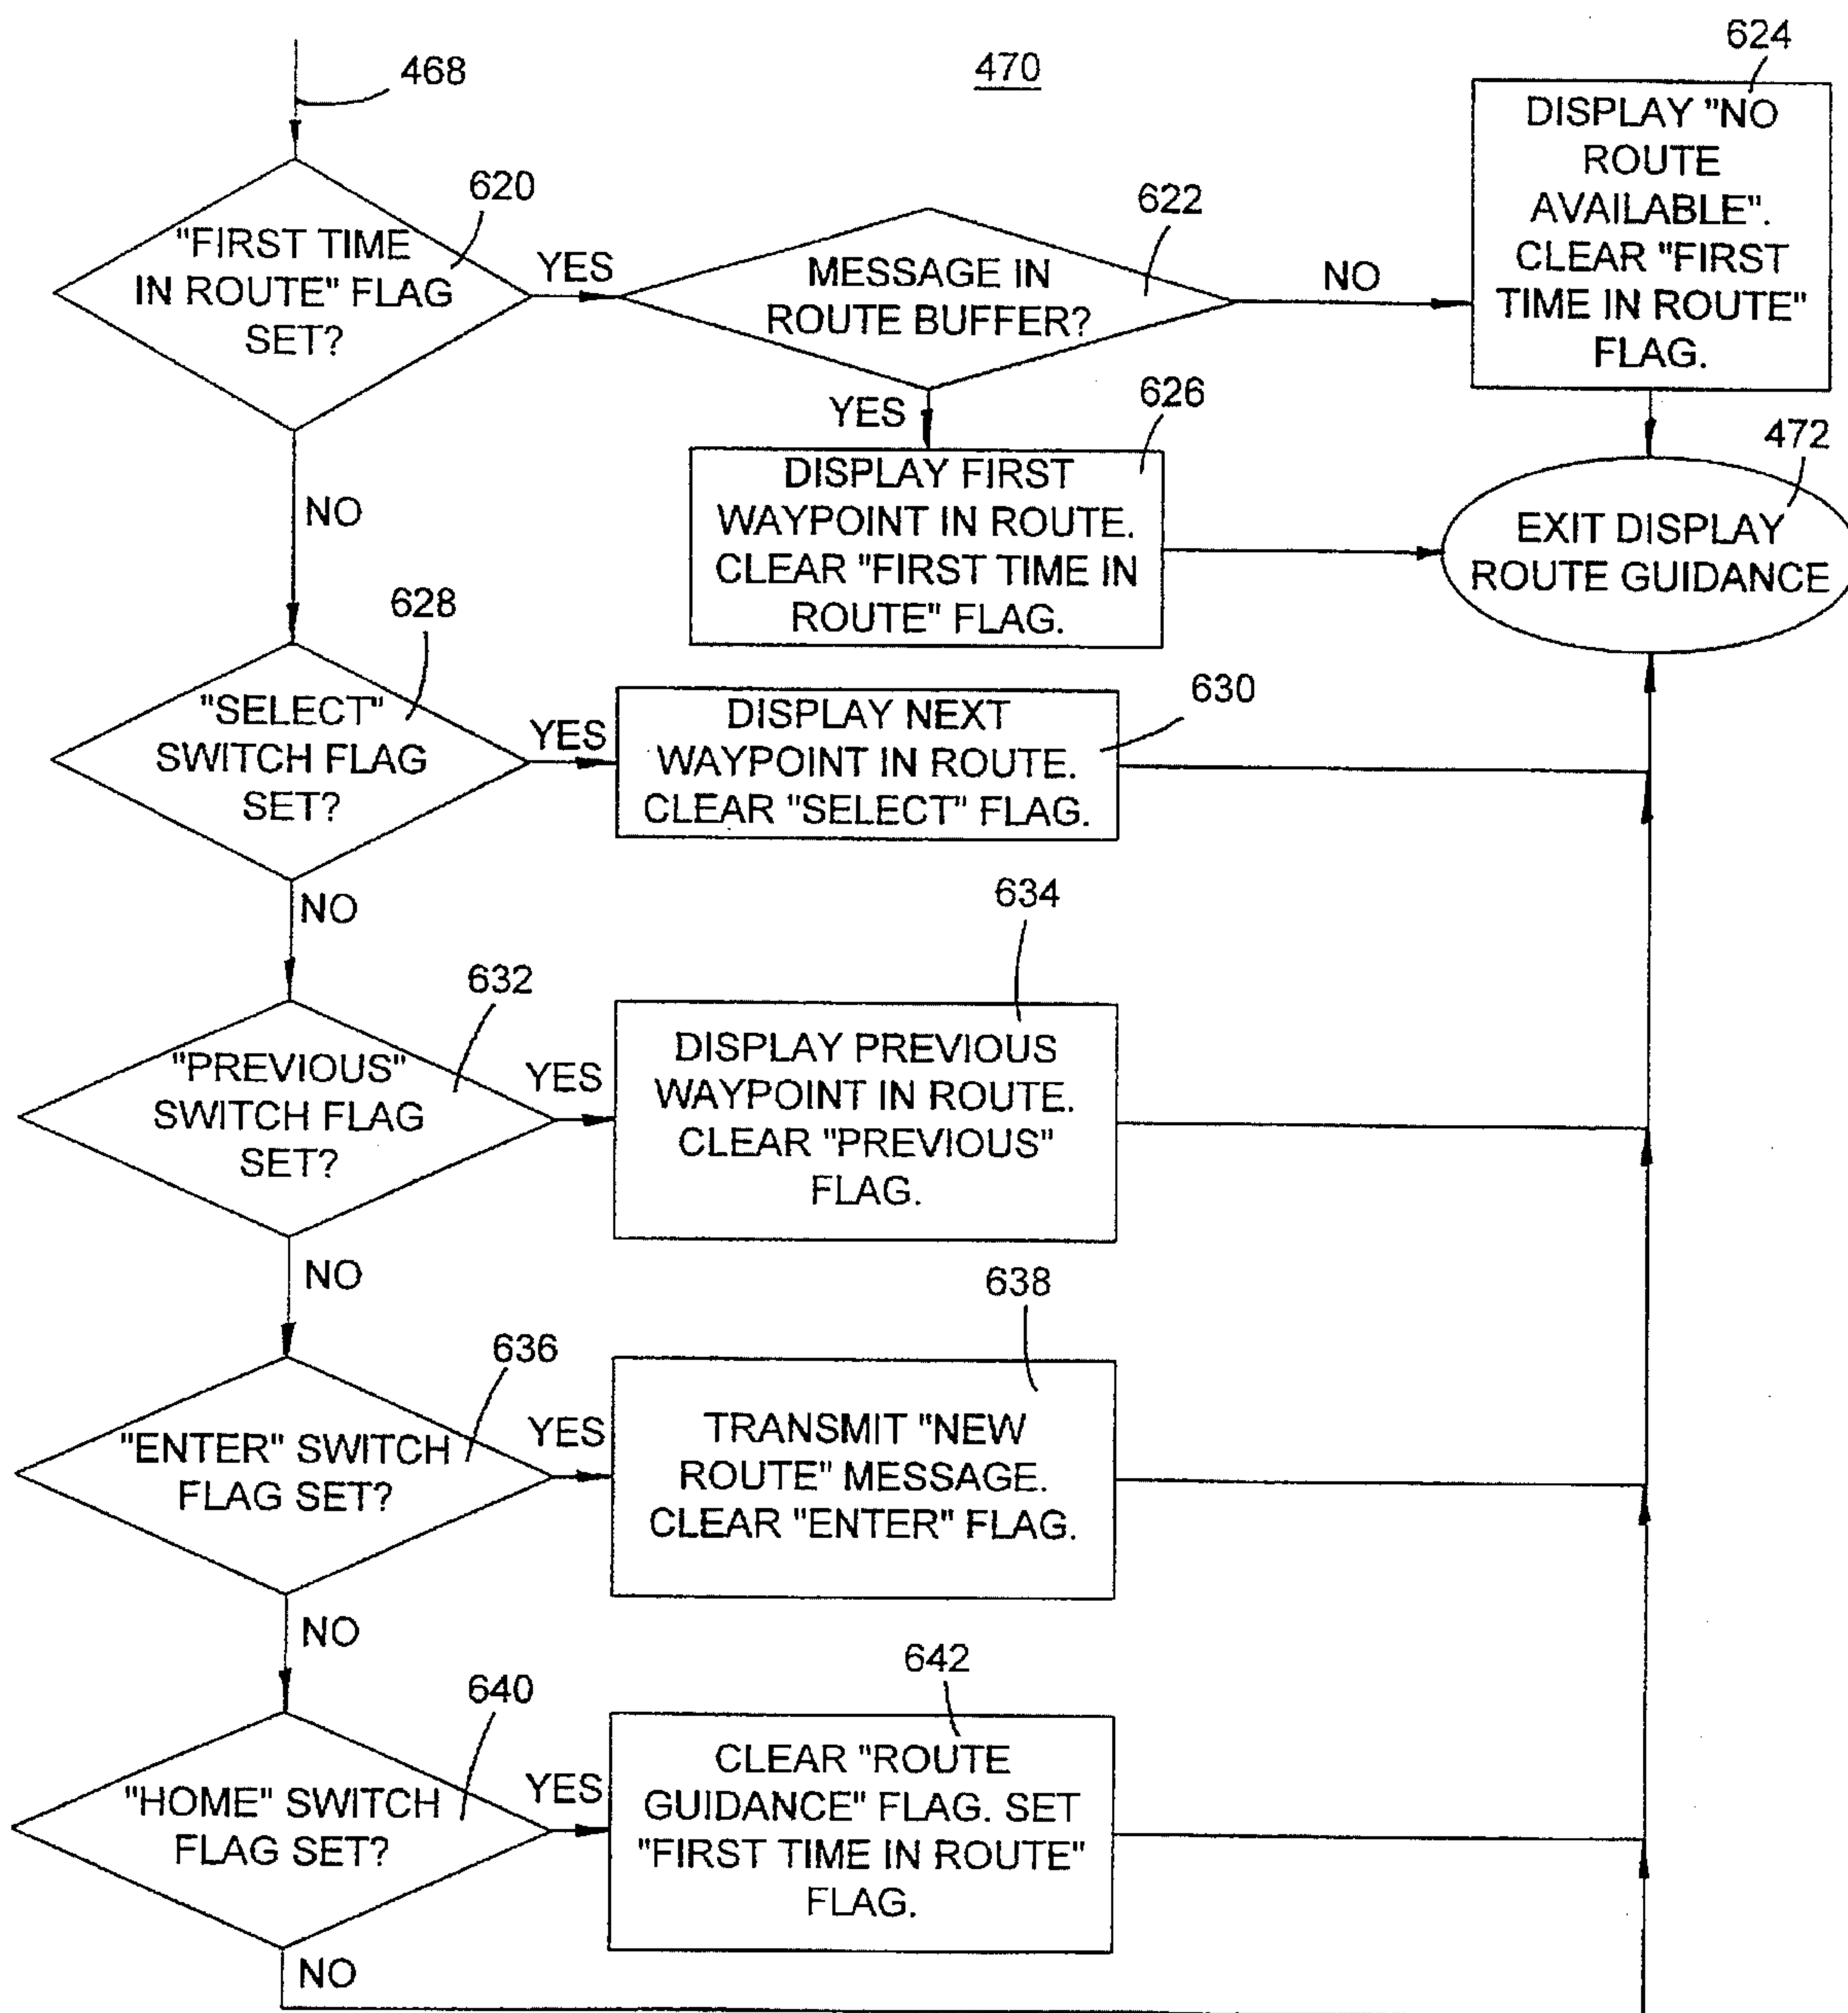 468
470
624
DISPLAY "NO
ROUTE
AVAILABLE".
CLEAR "FIRST
TIME IN ROUTE"
FLAG.
620
"FIRST TIME
IN ROUTE" FLAG
SET?
YES
622
MESSAGE IN
ROUTE BUFFER?
NO
YES
626
DISPLAY FIRST
WAYPOINT IN ROUTE.
CLEAR "FIRST TIME IN
ROUTE" FLAG.
472
EXIT DISPLAY
ROUTE GUIDANCE
NO
628
"SELECT"
SWITCH FLAG
SET?
YES
630
DISPLAY NEXT
WAYPOINT IN ROUTE.
CLEAR "SELECT" FLAG.
NO
632
"PREVIOUS"
SWITCH FLAG
SET?
YES
634
DISPLAY PREVIOUS
WAYPOINT IN ROUTE.
CLEAR "PREVIOUS"
FLAG.
NO
636
"ENTER" SWITCH
FLAG SET?
YES
638
TRANSMIT "NEW
ROUTE" MESSAGE.
CLEAR "ENTER" FLAG.
NO
640
"HOME" SWITCH
FLAG SET?
YES
642
CLEAR "ROUTE
GUIDANCE" FLAG. SET
"FIRST TIME IN ROUTE"
FLAG.
NO